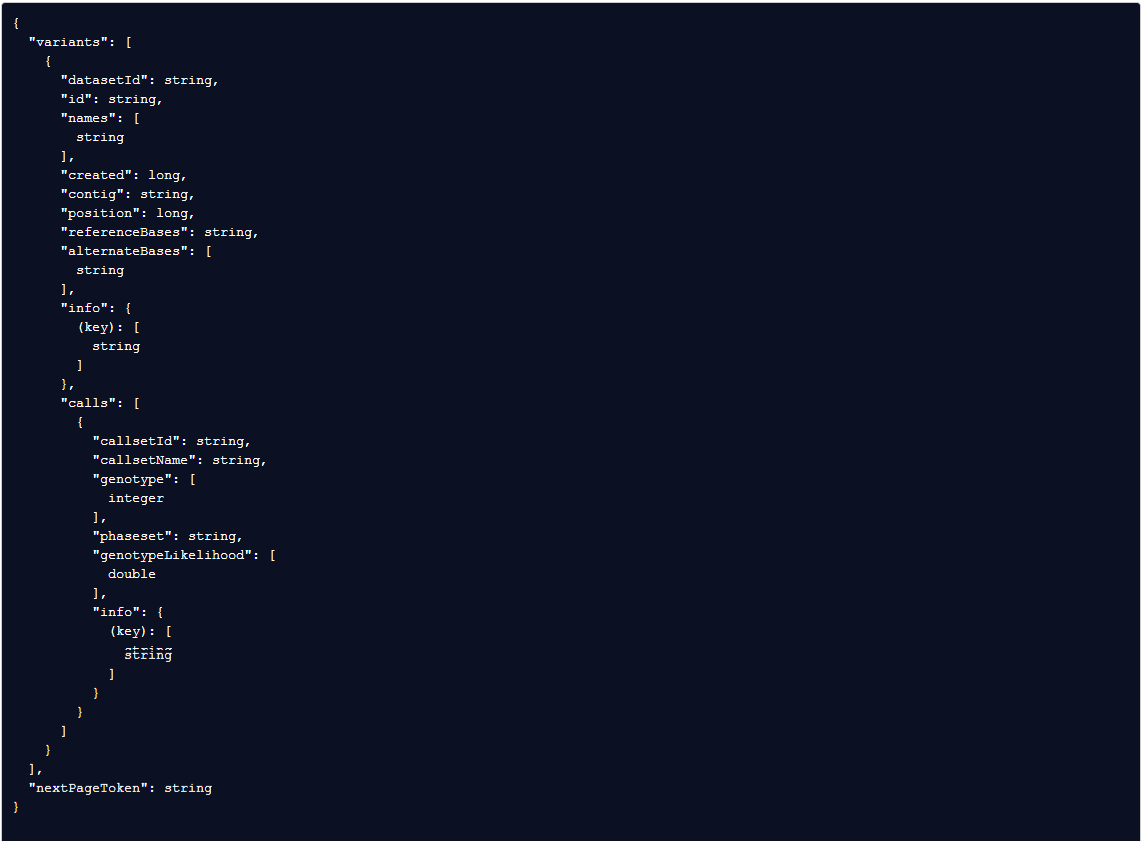 {
  "variants": [
    {
      "datasetId": string,
      "id": string,
      "names": [
        string
      ],
      "created": long,
      "contig": string,
      "position": long,
      "referenceBases": string,
      "alternateBases": [
        string
      ],
      "info": {
        (key): [
          string
        ]
      },
      "calls": [
        {
          "callsetId": string,
          "callsetName": string,
          "genotype": [
            integer
          ],
          "phaseset": string,
          "genotypeLikelihood": [
            double
          ],
          "info": {
            (key): [
              string
            ]
          }
        }
      ]
    }
  ],
  "nextPageToken": string
}